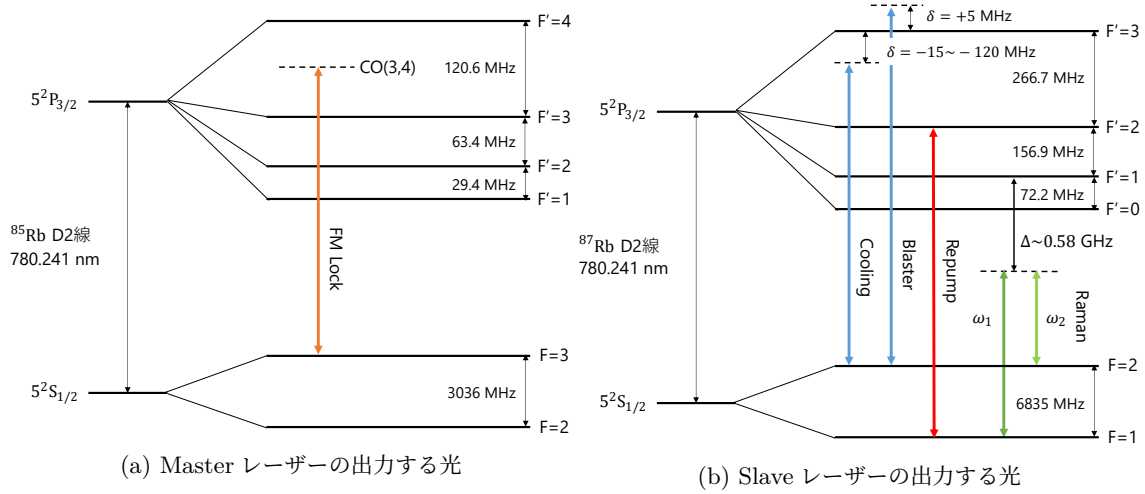 F'=4
CO(3,4)
120.6 MHz
5²P₃/₂
F'=3
63.4 MHz
F'=2
29.4 MHz
F'=1
⁸⁵Rb D2線
780.241 nm
FM Lock
F=3
5²S₁/₂
3036 MHz
F=2
(a) Master レーザーの出力する光
δ = +5 MHz
F'=3
δ = −15~ − 120 MHz
266.7 MHz
5²P₃/₂
F'=2
156.9 MHz
F'=1
72.2 MHz
F'=0
⁸⁷Rb D2線
780.241 nm
Δ~0.58 GHz
Cooling
Blaster
Repump
ω₁
ω₂
Raman
F=2
5²S₁/₂
6835 MHz
F=1
(b) Slave レーザーの出力する光